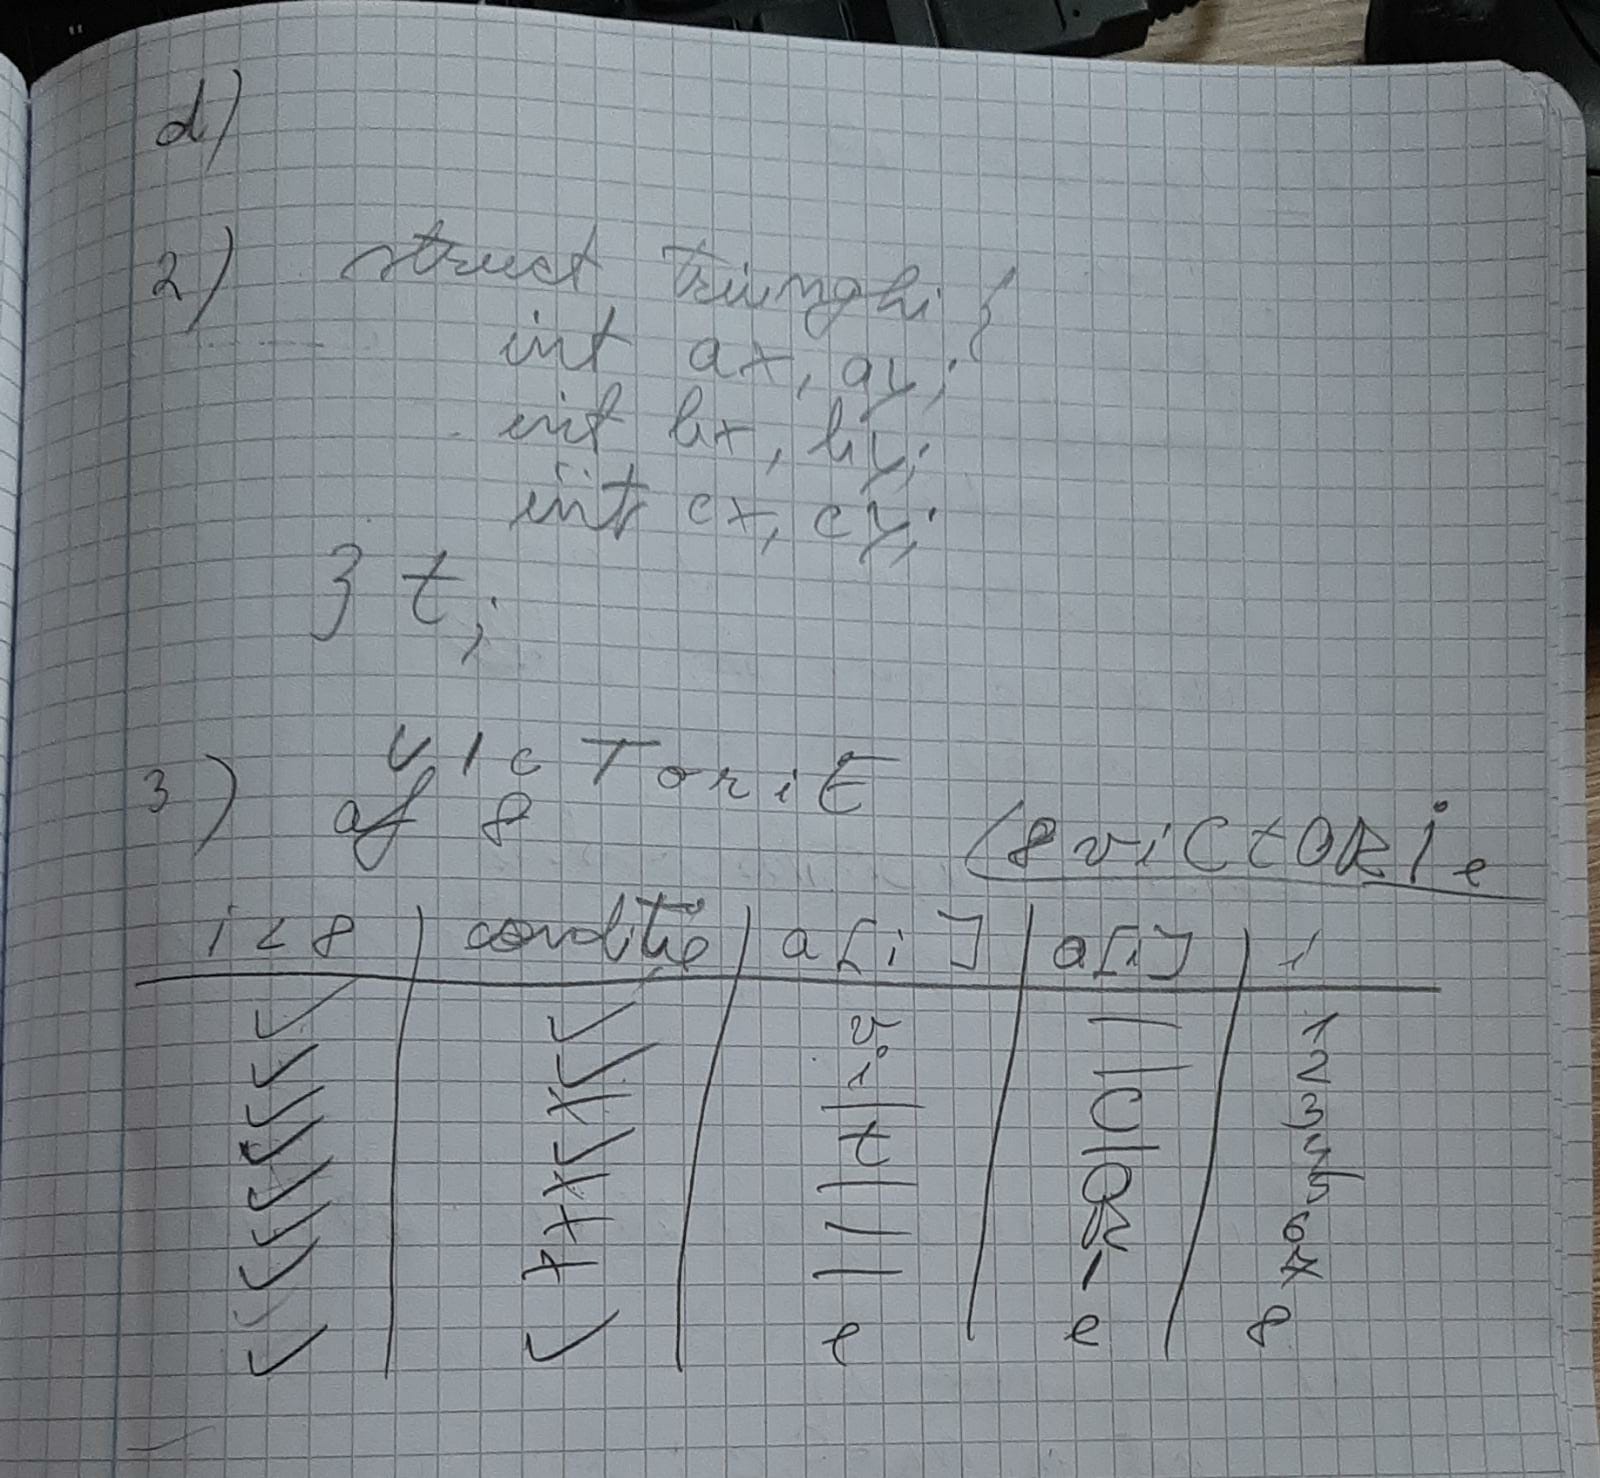 d)
2) struct triunghi {
int ax, ay;
int bx, by;
int cx, cy;
} t;
3) VIcToriE
af 8
(8viCtORIe
i < 8 | conditie | a[i] | a[i] | i
✓ | ✓ | v | — | 1
✓ | ✓ | i | — | 2
✓ | X | — | C | 3
✓ | ✓ | t | — | 4
✓ | X | — | O | 5
✓ | X | — | R | 6
✓ | X | — | I | 7
✓ | ✓ | e | e | 8